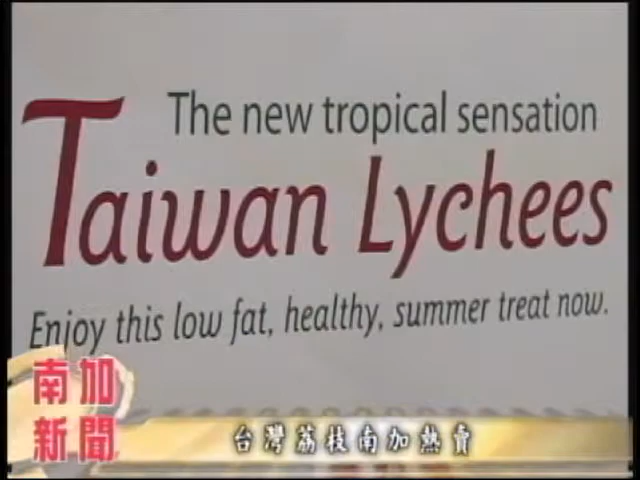 The new tropical sensation
Taiwan Lychees
Enjoy this low fat, healthy, summer treat now.
南加
新聞
台灣荔枝南加熱賣